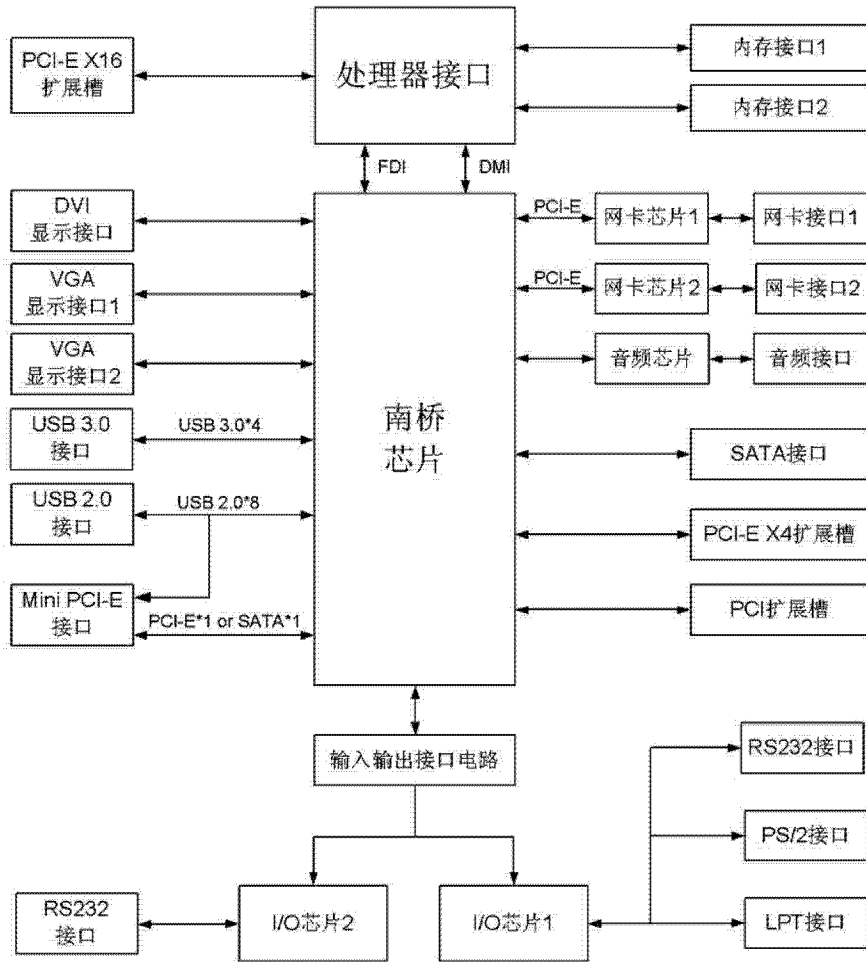 PCI-E X16
扩展槽
处理器接口
内存接口1
内存接口2
FDI
DMI
DVI
显示接口
PCI-E
网卡芯片1
网卡接口1
VGA
显示接口1
PCI-E
网卡芯片2
网卡接口2
VGA
显示接口2
音频芯片
音频接口
南桥
芯片
USB 3.0
接口
USB 3.0*4
SATA接口
USB 2.0
接口
USB 2.0*8
PCI-E X4扩展槽
Mini PCI-E
接口
PCI-E*1 or SATA*1
PCI扩展槽
输入输出接口电路
RS232接口
PS/2接口
RS232
接口
I/O芯片2
I/O芯片1
LPT接口